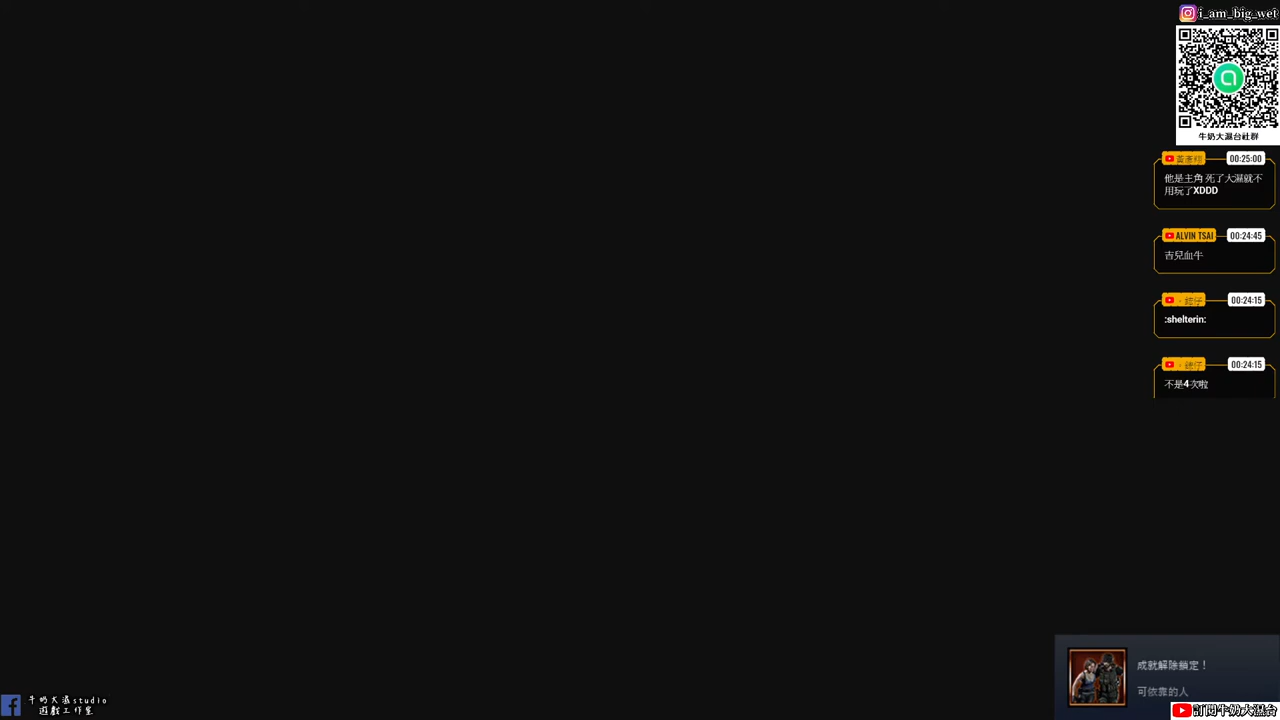 i_am_big_wet
牛奶大濕台社群
00:25:00
他是主角 死了大濕就不
用玩了XDDD
ALVIN TSAI
00:24:45
吉兒血牛
00:24:15
:shelterin:
00:24:15
不是4次啦
成就解除鎖定！
可依靠的人
訂閱牛奶大濕台
牛奶大濕studio
遊戲工作室